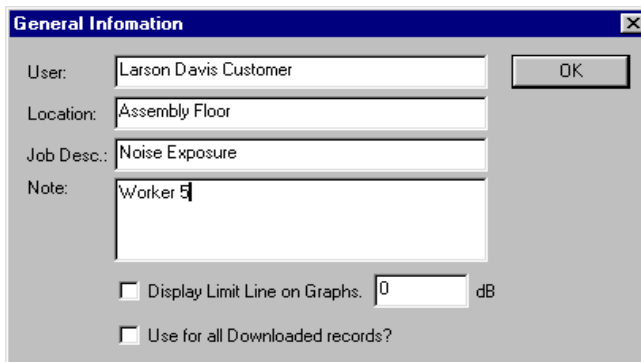 General Infomation
User: Larson Davis Customer OK
Location: Assembly Floor
Job Desc.: Noise Exposure
Note: Worker 5
Display Limit Line on Graphs. 0 dB
Use for all Downloaded records?